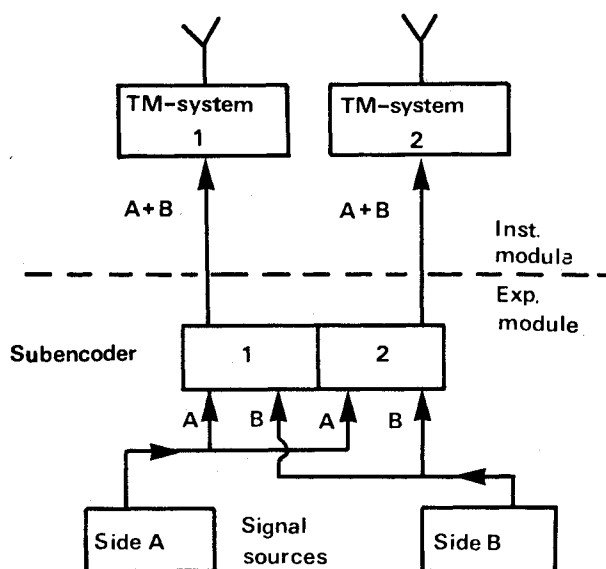 TM-system
1
TM-system
2
A+B
A+B
Inst.
modula
Exp.
module
Subencoder
1
2
A
B
A
B
Side A
Signal
sources
Side B